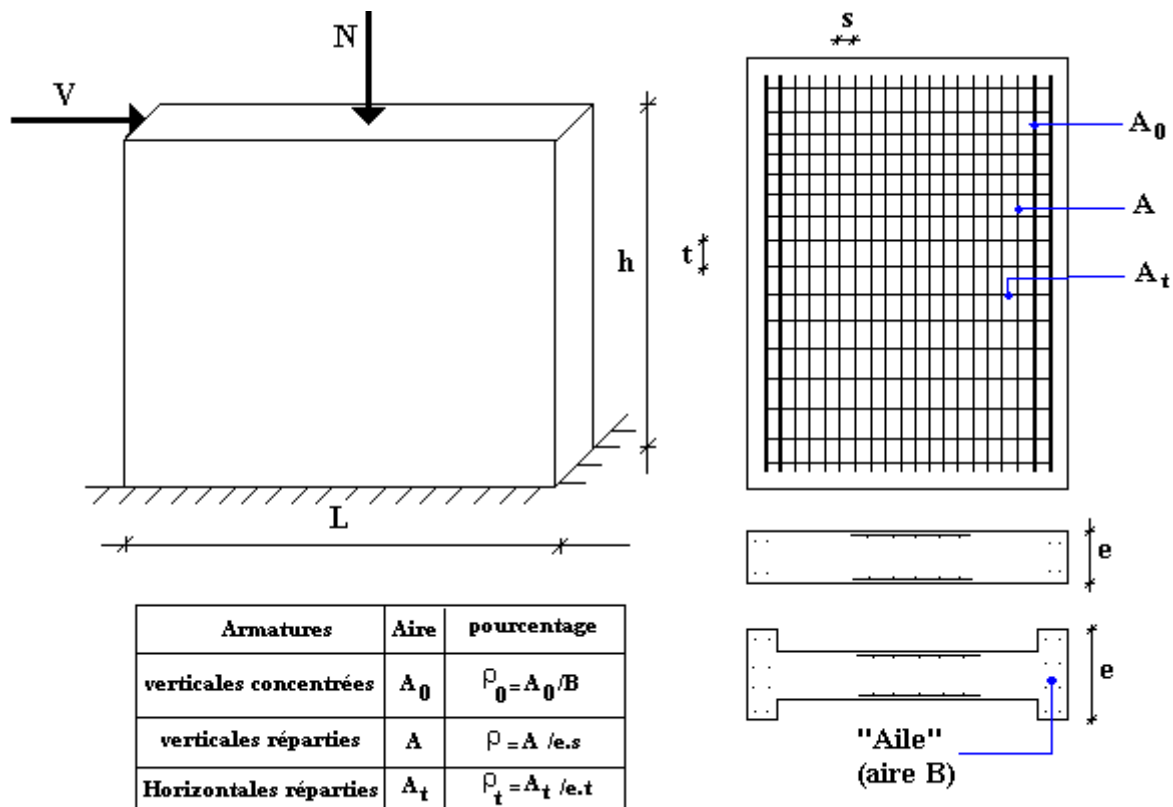 N
V
h
L
s
t
A₀
A
Aₜ
e
e
"Aile"
(aire B)
Armatures Aire pourcentage
verticales concentrées A₀ ρ₀=A₀/B
verticales réparties A ρ =A /e.s
Horizontales réparties Aₜ ρₜ=Aₜ/e.t